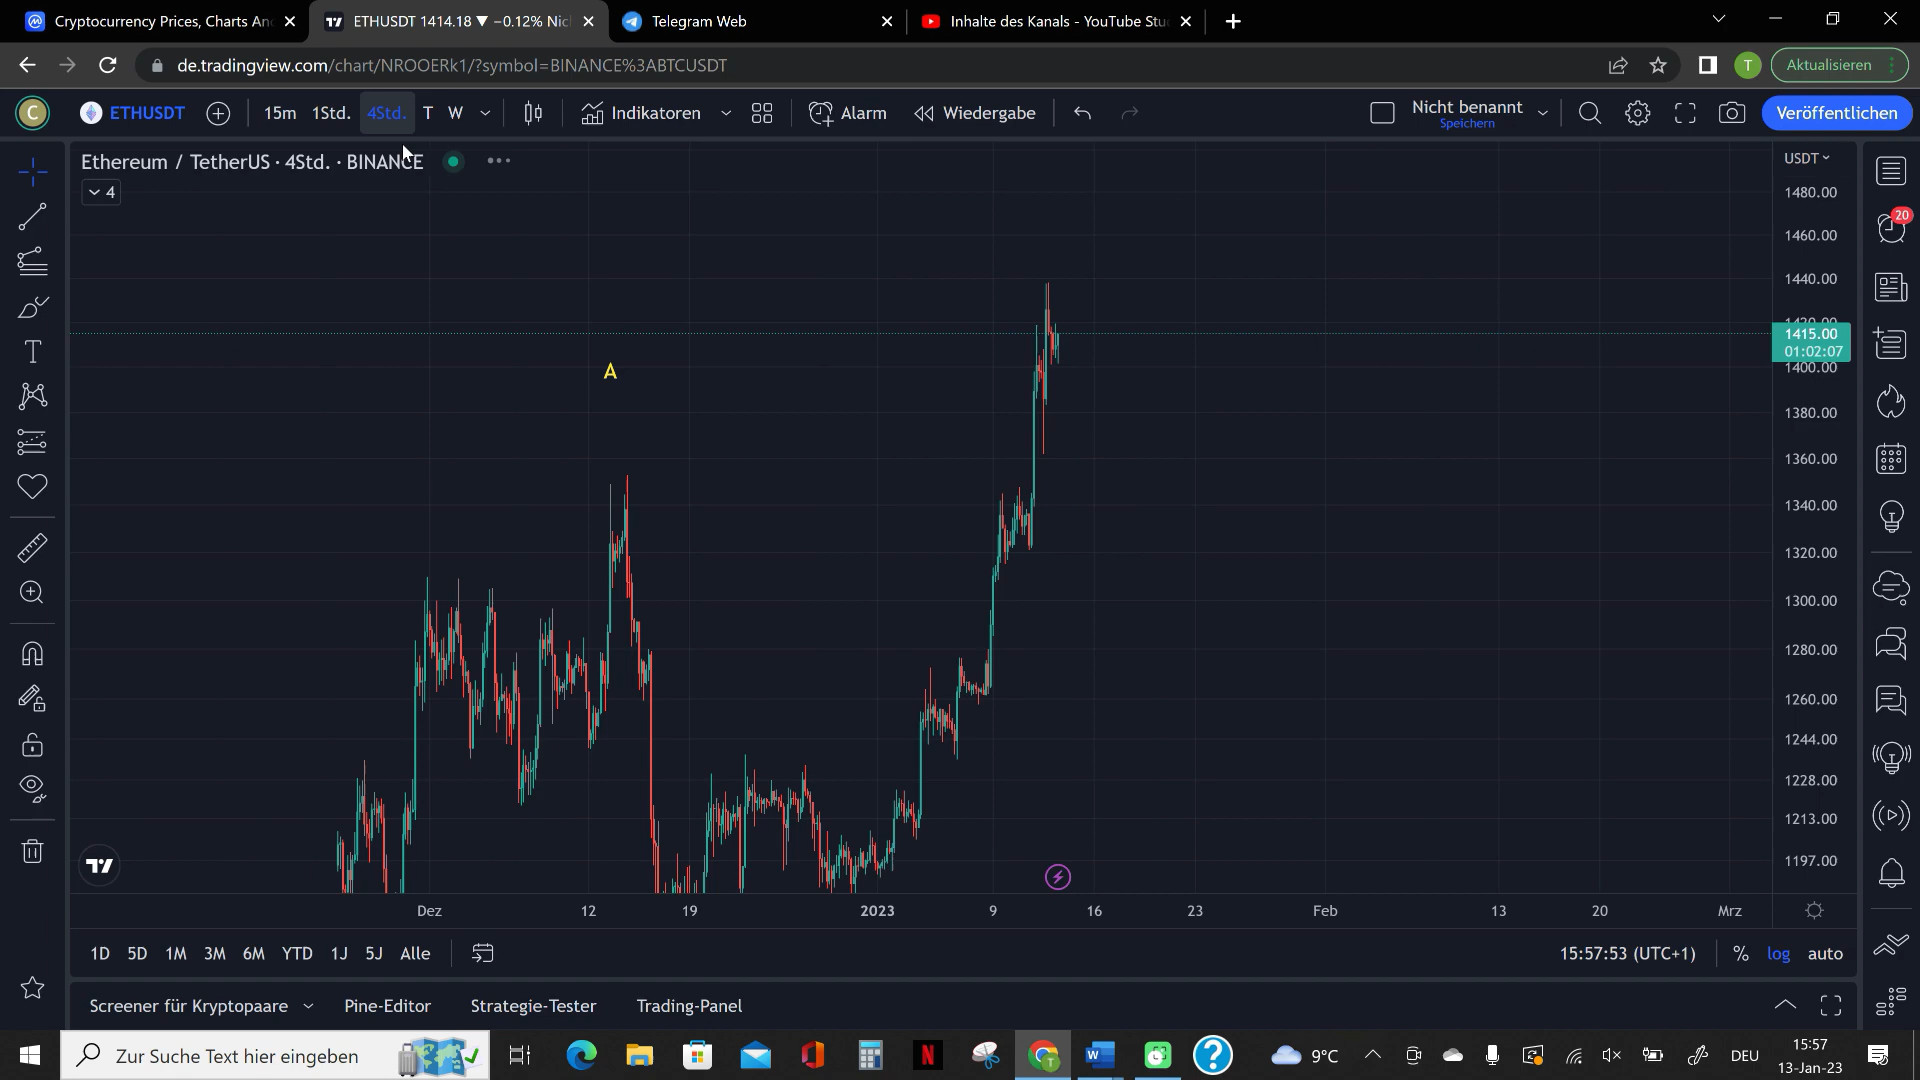 Cryptocurrency Prices, Charts An
ETHUSDT 1414.18 ▼ −0.12% Nic
Telegram Web
Inhalte des Kanals - YouTube Stu
de.tradingview.com/chart/NROOERk1/?symbol=BINANCE%3ABTCUSDT
T
Aktualisieren
C
ETHUSDT
15m
1Std.
4Std.
T
W
Indikatoren
Alarm
Wiedergabe
Nicht benannt
Speichern
Veröffentlichen
Ethereum / TetherUS · 4Std. · BINANCE
4
USDT
1480.00
1460.00
1440.00
1420.00
1415.00
01:02:07
1400.00
1380.00
1360.00
1340.00
1320.00
1300.00
1280.00
1260.00
1244.00
1228.00
1213.00
1197.00
20
A
Dez
12
19
2023
9
16
23
Feb
13
20
Mrz
1D
5D
1M
3M
6M
YTD
1J
5J
Alle
15:57:53 (UTC+1)
%
log
auto
Screener für Kryptopaare
Pine-Editor
Strategie-Tester
Trading-Panel
Zur Suche Text hier eingeben
9°C
DEU
15:57
13-Jan-23